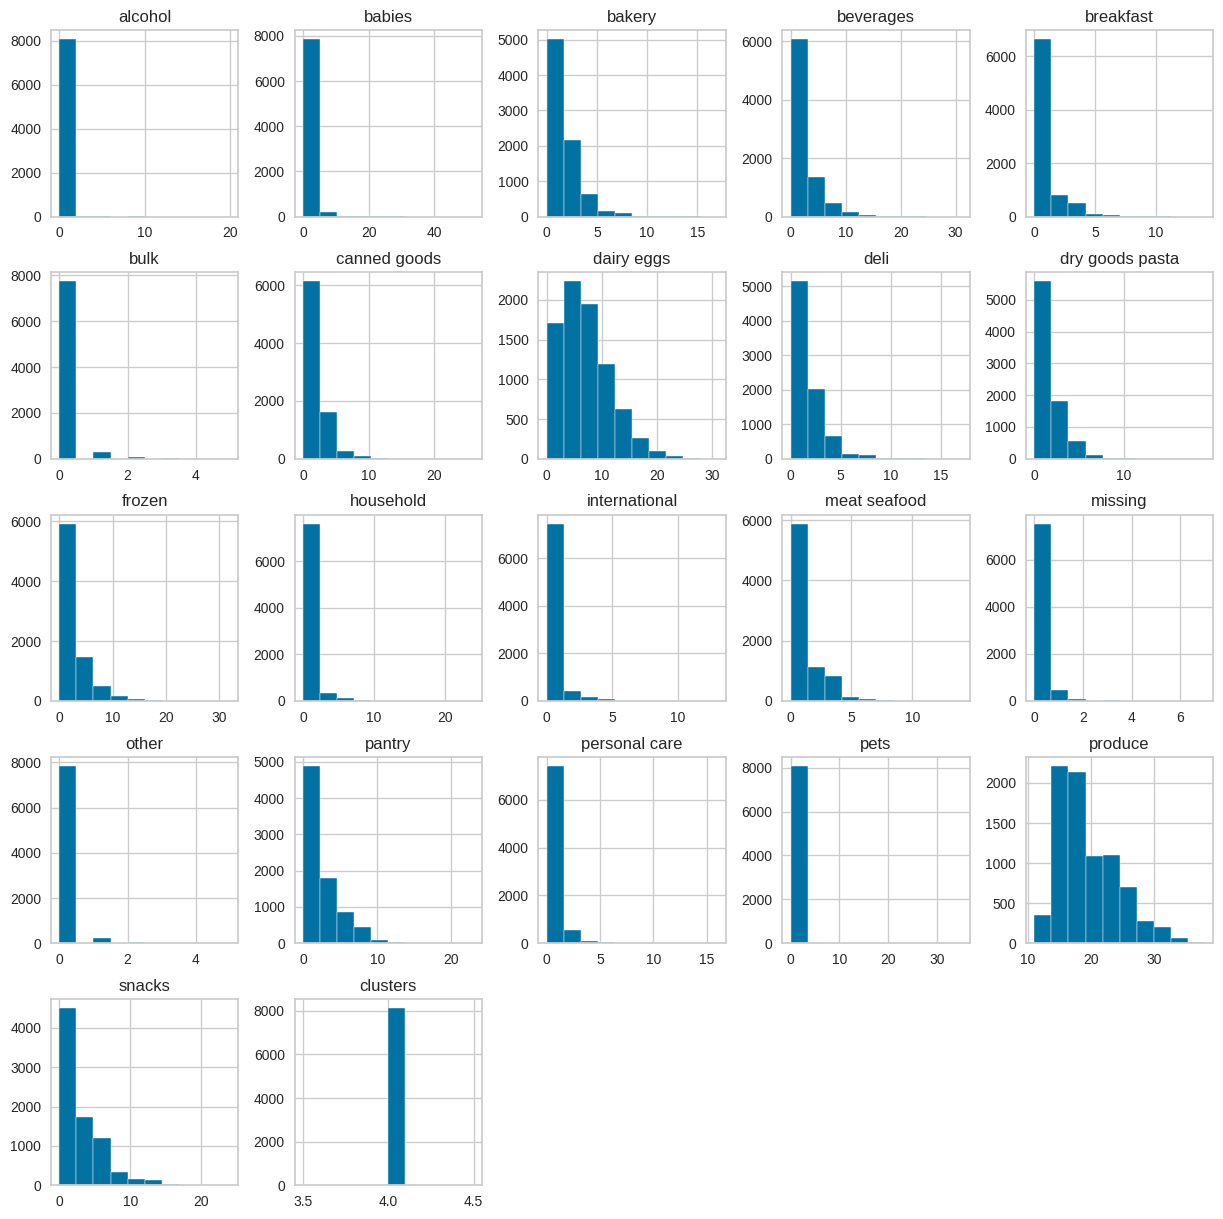 alcohol babies bakery beverages breakfast
8000 8000 5000 6000 6000
6000 6000 4000 4000 4000
4000 4000 3000 2000 2000
2000 2000 2000
1000
0 0 0 0 0
0 10 20 0 20 40 0 5 10 15 0 10 20 30 0 5 10
bulk canned goods dairy eggs deli dry goods pasta
8000 6000 2000 5000 5000
6000 4000 1500 4000 4000
4000 2000 1000 3000 3000
2000 500 2000 2000
1000 1000
0 0 0 0 0
0 2 4 0 10 20 0 10 20 30 0 5 10 15 0 10
frozen household international meat seafood missing
6000 6000 6000 6000 6000
4000 4000 4000 4000 4000
2000 2000 2000 2000 2000
0 0 0 0 0
0 10 20 30 0 10 20 0 5 10 0 5 10 0 2 4 6
other pantry personal care pets produce
8000 5000 6000 8000 2000
6000 4000 4000 6000 1500
4000 3000 2000 4000 1000
2000 2000 2000 500
1000
0 0 0 0 0
0 2 4 0 10 20 0 5 10 15 0 10 20 30 10 20 30
snacks clusters
4000 8000
3000 6000
2000 4000
1000 2000
0 0
0 10 20 3.5 4.0 4.5